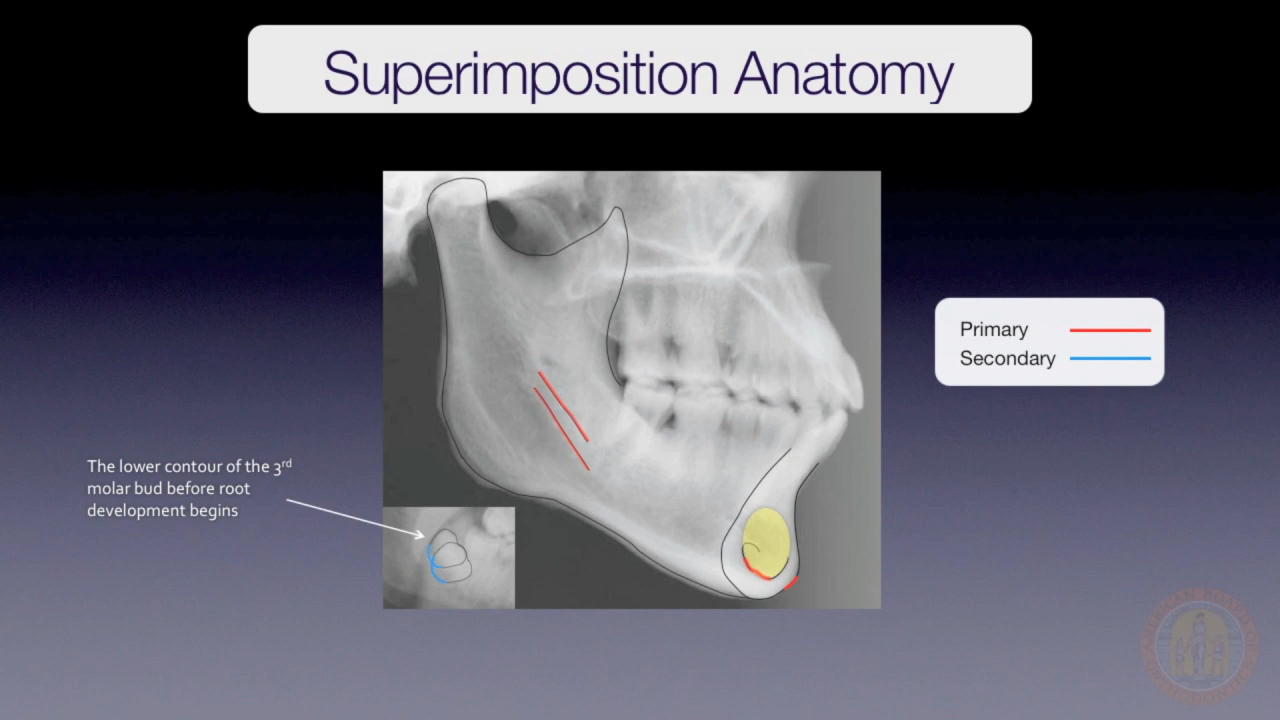 Superimposition Anatomy
Primary
Secondary
The lower contour of the 3rd
molar bud before root
development begins